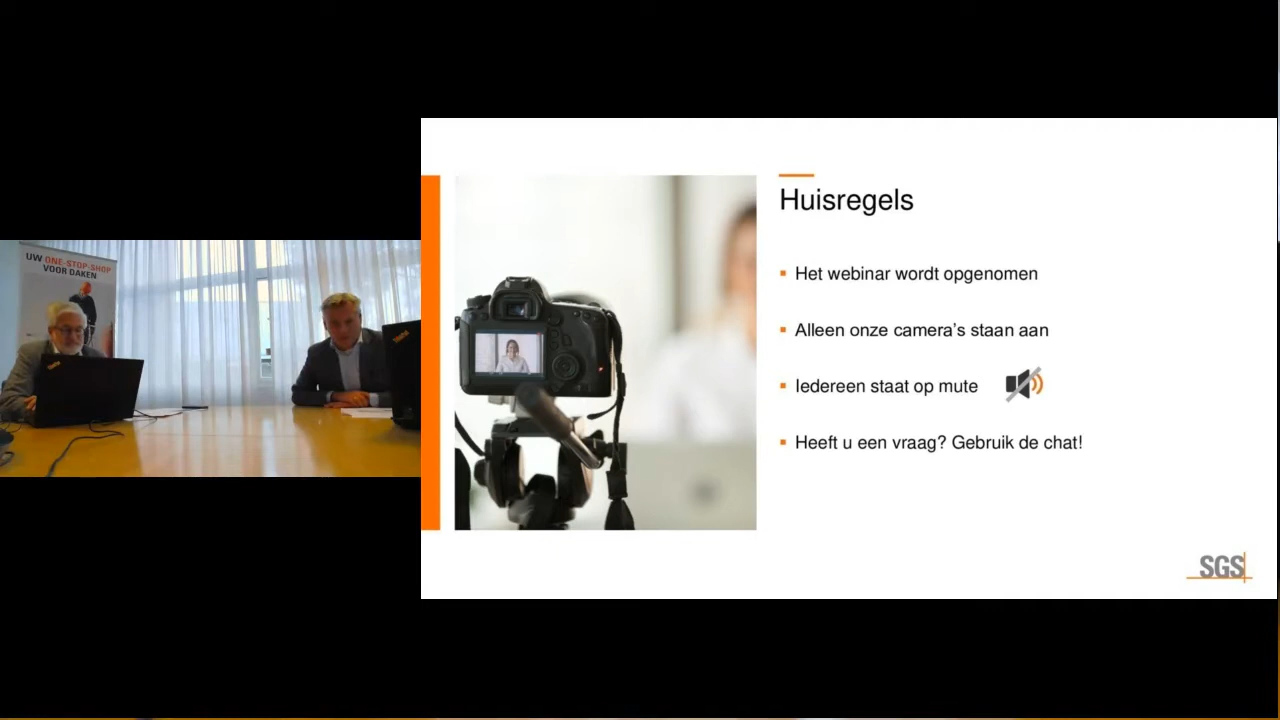 UW ONE-STOP-SHOP
VOOR DAKEN
Huisregels
▪ Het webinar wordt opgenomen
▪ Alleen onze camera's staan aan
▪ Iedereen staat op mute
▪ Heeft u een vraag? Gebruik de chat!
SGS